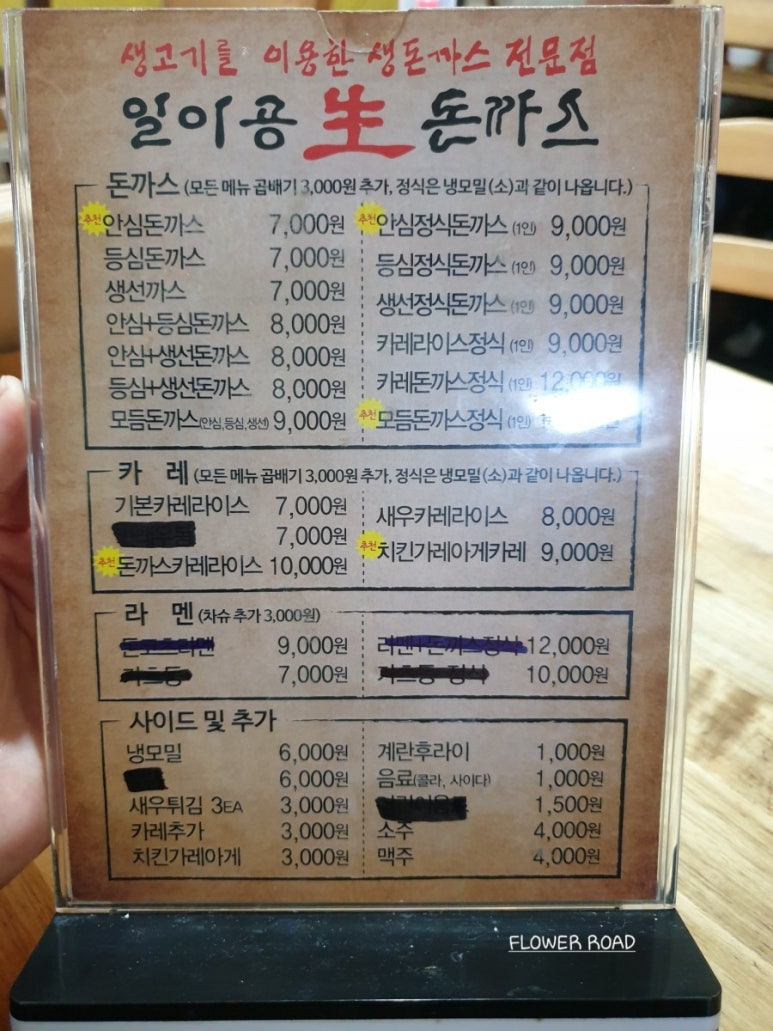 생고기를 이용한 생돈까스 전문점
일이공 生 돈까스
돈까스 (모든 메뉴 곱배기 3,000원 추가, 정식은 냉모밀(소)과 같이 나옵니다.)
추천 안심돈까스 7,000원
등심돈까스 7,000원
생선까스 7,000원
안심+등심돈까스 8,000원
안심+생선돈까스 8,000원
등심+생선돈까스 8,000원
모듬돈까스(안심,등심,생선) 9,000원
추천 안심정식돈까스 (1인) 9,000원
등심정식돈까스 (1인) 9,000원
생선정식돈까스 (1인) 9,000원
카레라이스정식 (1인) 9,000원
카레돈까스정식 (1인) 12,000원
추천 모듬돈까스정식 (1인)
카 레 (모든 메뉴 곱배기 3,000원 추가, 정식은 냉모밀(소)과 같이 나옵니다.)
기본카레라이스 7,000원
7,000원
추천 돈까스카레라이스 10,000원
새우카레라이스 8,000원
추천 치킨가레아게카레 9,000원
라 멘 (차슈 추가 3,000원)
9,000원
7,000원
라멘+돈까스정식 12,000원
10,000원
사이드 및 추가
냉모밀 6,000원
6,000원
새우튀김 3EA 3,000원
카레추가 3,000원
치킨가레아게 3,000원
계란후라이 1,000원
음료(콜라, 사이다) 1,000원
1,500원
소주 4,000원
맥주 4,000원
FLOWER ROAD